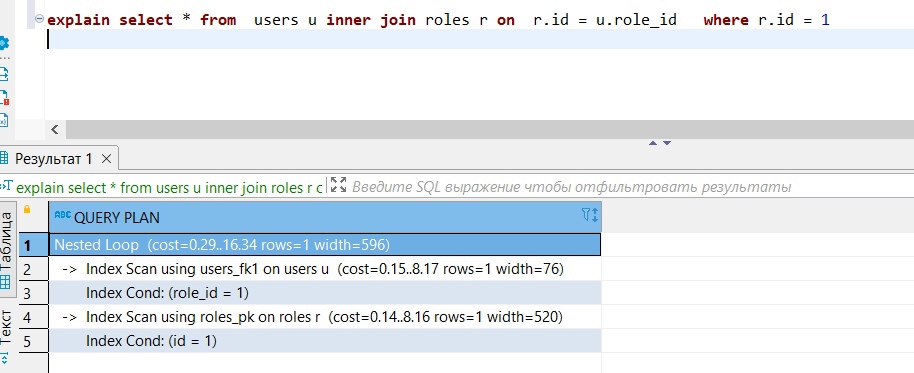 explain select * from users u inner join roles r on r.id = u.role_id where r.id = 1
Результат 1
explain select * from users u inner join roles r c
Введите SQL выражение чтобы отфильтровать результаты
Таблица
Текст
ABC QUERY PLAN
1 Nested Loop (cost=0.29..16.34 rows=1 width=596)
2 -> Index Scan using users_fk1 on users u (cost=0.15..8.17 rows=1 width=76)
3 Index Cond: (role_id = 1)
4 -> Index Scan using roles_pk on roles r (cost=0.14..8.16 rows=1 width=520)
5 Index Cond: (id = 1)